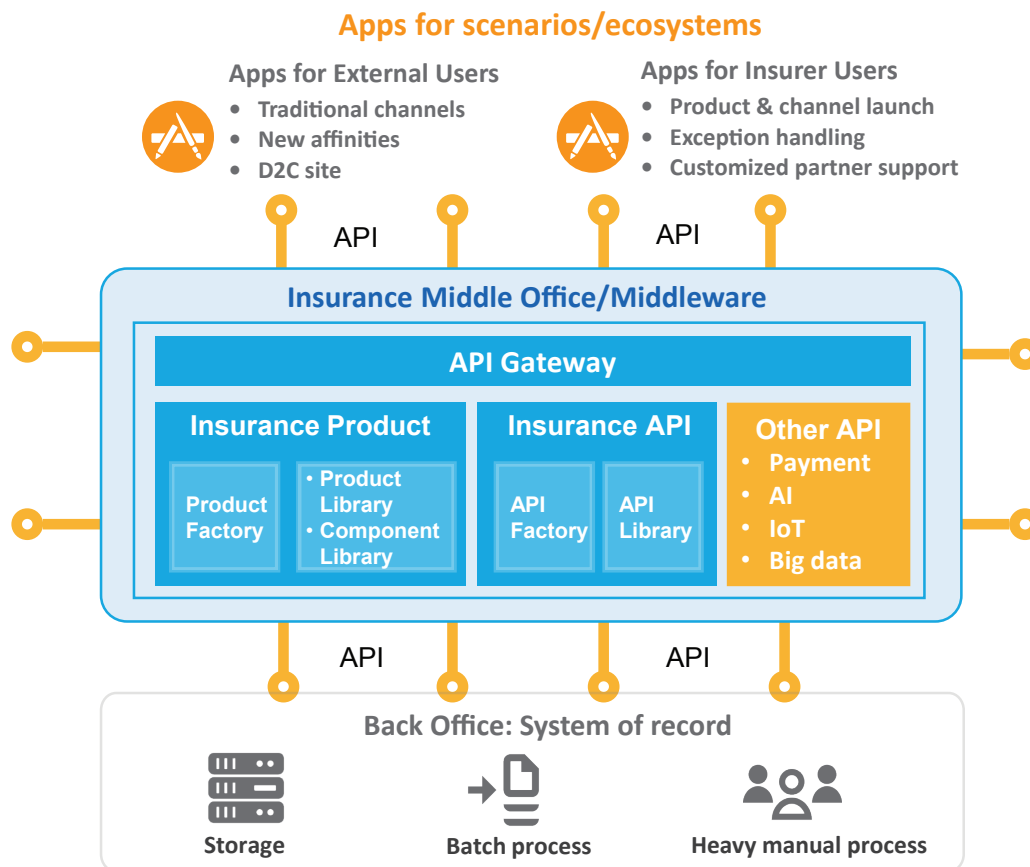 Apps for scenarios/ecosystems
Apps for External Users
• Traditional channels
• New affinities
• D2C site
Apps for Insurer Users
• Product & channel launch
• Exception handling
• Customized partner support
API
API
Insurance Middle Office/Middleware
API Gateway
Insurance Product
Product
Factory
• Product
Library
• Component
Library
Insurance API
API
Factory
API
Library
Other API
• Payment
• AI
• IoT
• Big data
API
API
Back Office: System of record
Storage
Batch process
Heavy manual process